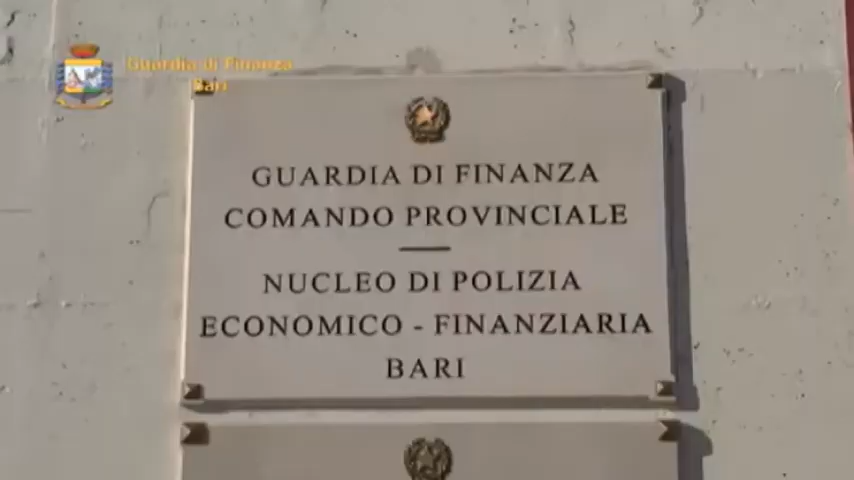 Guardia di Finanza
Bari
GUARDIA DI FINANZA
COMANDO PROVINCIALE
NUCLEO DI POLIZIA
ECONOMICO - FINANZIARIA
BARI